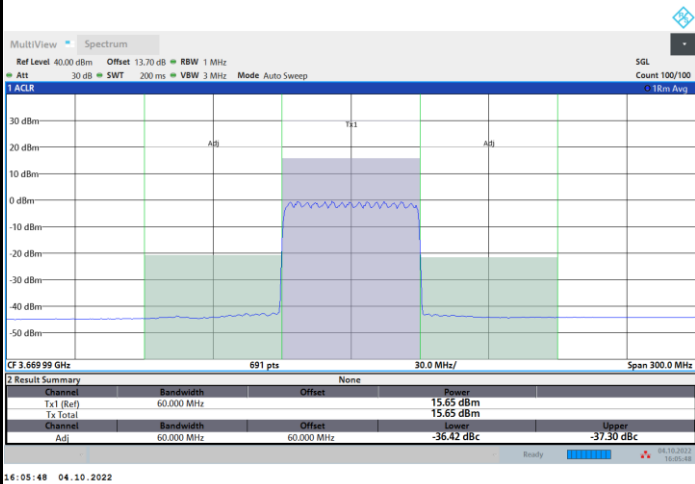 MultiView Spectrum
Ref Level 40.00 dBm Offset 13.70 dB RBW 1 MHz SGL
Att 30 dB SWT 200 ms VBW 3 MHz Mode Auto Sweep Count 100/100
1 ACLR 1Rm Avg
30 dBm
Tx1
20 dBm
Adj Adj
10 dBm
0 dBm
-10 dBm
-20 dBm
-30 dBm
-40 dBm
-50 dBm
CF 3.669 99 GHz 691 pts 30.0 MHz/ Span 300.0 MHz
2 Result Summary None
Channel Bandwidth Offset Power
Tx1 (Ref) 60.000 MHz 15.65 dBm
Tx Total 15.65 dBm
Channel Bandwidth Offset Lower Upper
Adj 60.000 MHz 60.000 MHz -36.42 dBc -37.30 dBc
Ready 04.10.2022
16:05:48
16:05:48 04.10.2022